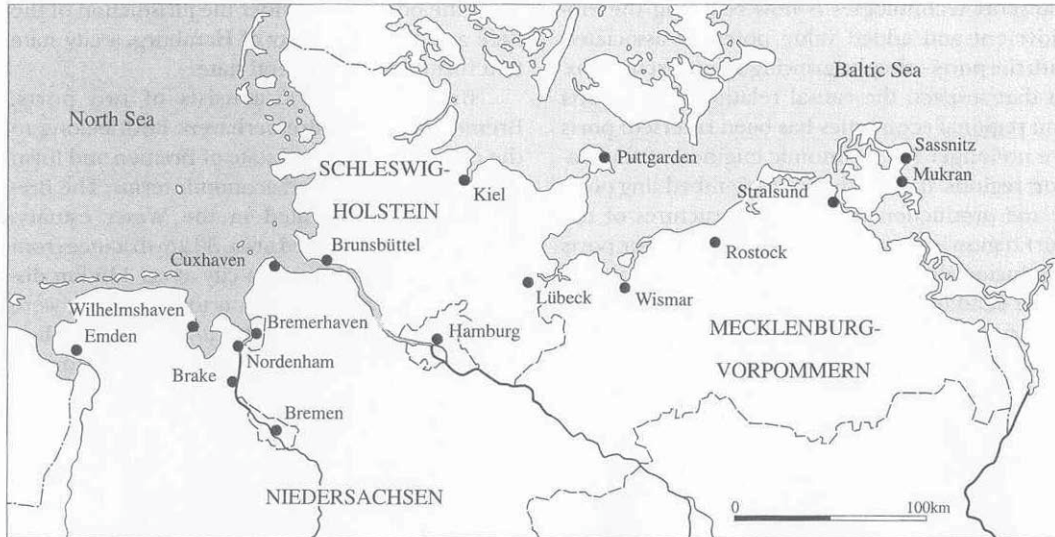 North Sea
Baltic Sea
SCHLESWIG-
HOLSTEIN
Kiel
Puttgarden
Sassnitz
Mukran
Stralsund
Brunsbüttel
Cuxhaven
Rostock
Lübeck
Wismar
Wilhelmshaven
Emden
Bremerhaven
Nordenham
Hamburg
MECKLENBURG-
VORPOMMERN
Brake
Bremen
NIEDERSACHSEN
0 100km